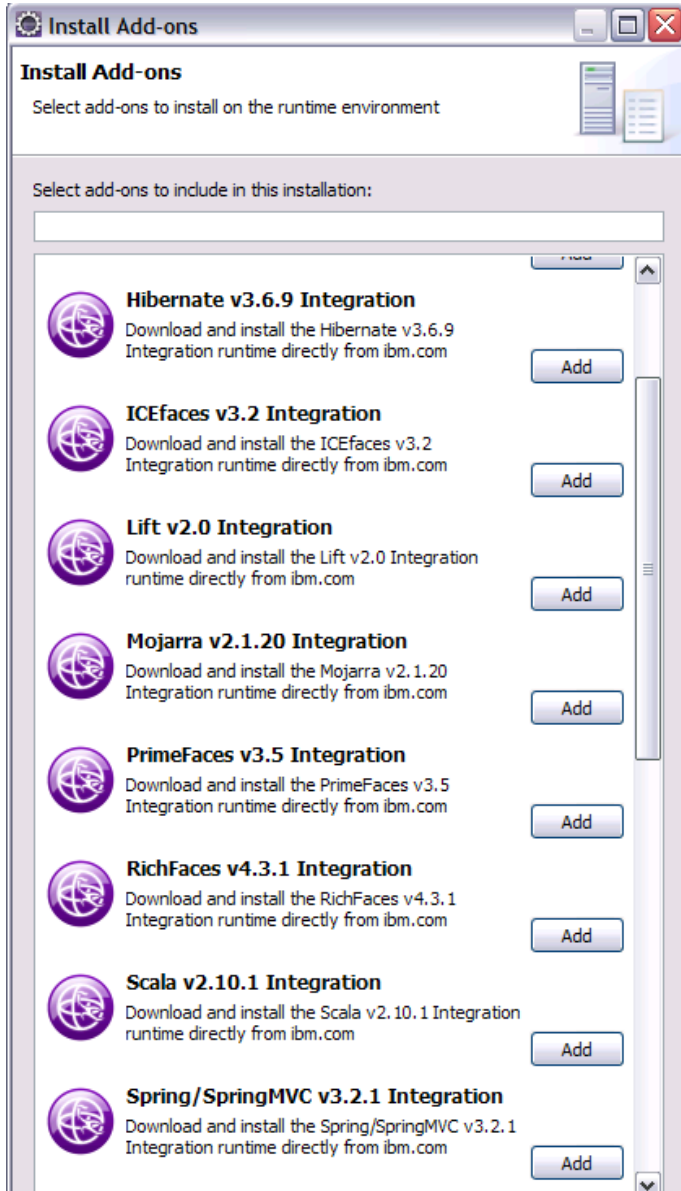 Install Add-ons
Install Add-ons
Select add-ons to install on the runtime environment
Select add-ons to include in this installation:
Add
Hibernate v3.6.9 Integration
Download and install the Hibernate v3.6.9
Integration runtime directly from ibm.com
Add
ICEfaces v3.2 Integration
Download and install the ICEfaces v3.2
Integration runtime directly from ibm.com
Add
Lift v2.0 Integration
Download and install the Lift v2.0 Integration
runtime directly from ibm.com
Add
Mojarra v2.1.20 Integration
Download and install the Mojarra v2.1.20
Integration runtime directly from ibm.com
Add
PrimeFaces v3.5 Integration
Download and install the PrimeFaces v3.5
Integration runtime directly from ibm.com
Add
RichFaces v4.3.1 Integration
Download and install the RichFaces v4.3.1
Integration runtime directly from ibm.com
Add
Scala v2.10.1 Integration
Download and install the Scala v2.10.1 Integration
runtime directly from ibm.com
Add
Spring/SpringMVC v3.2.1 Integration
Download and install the Spring/SpringMVC v3.2.1
Integration runtime directly from ibm.com
Add